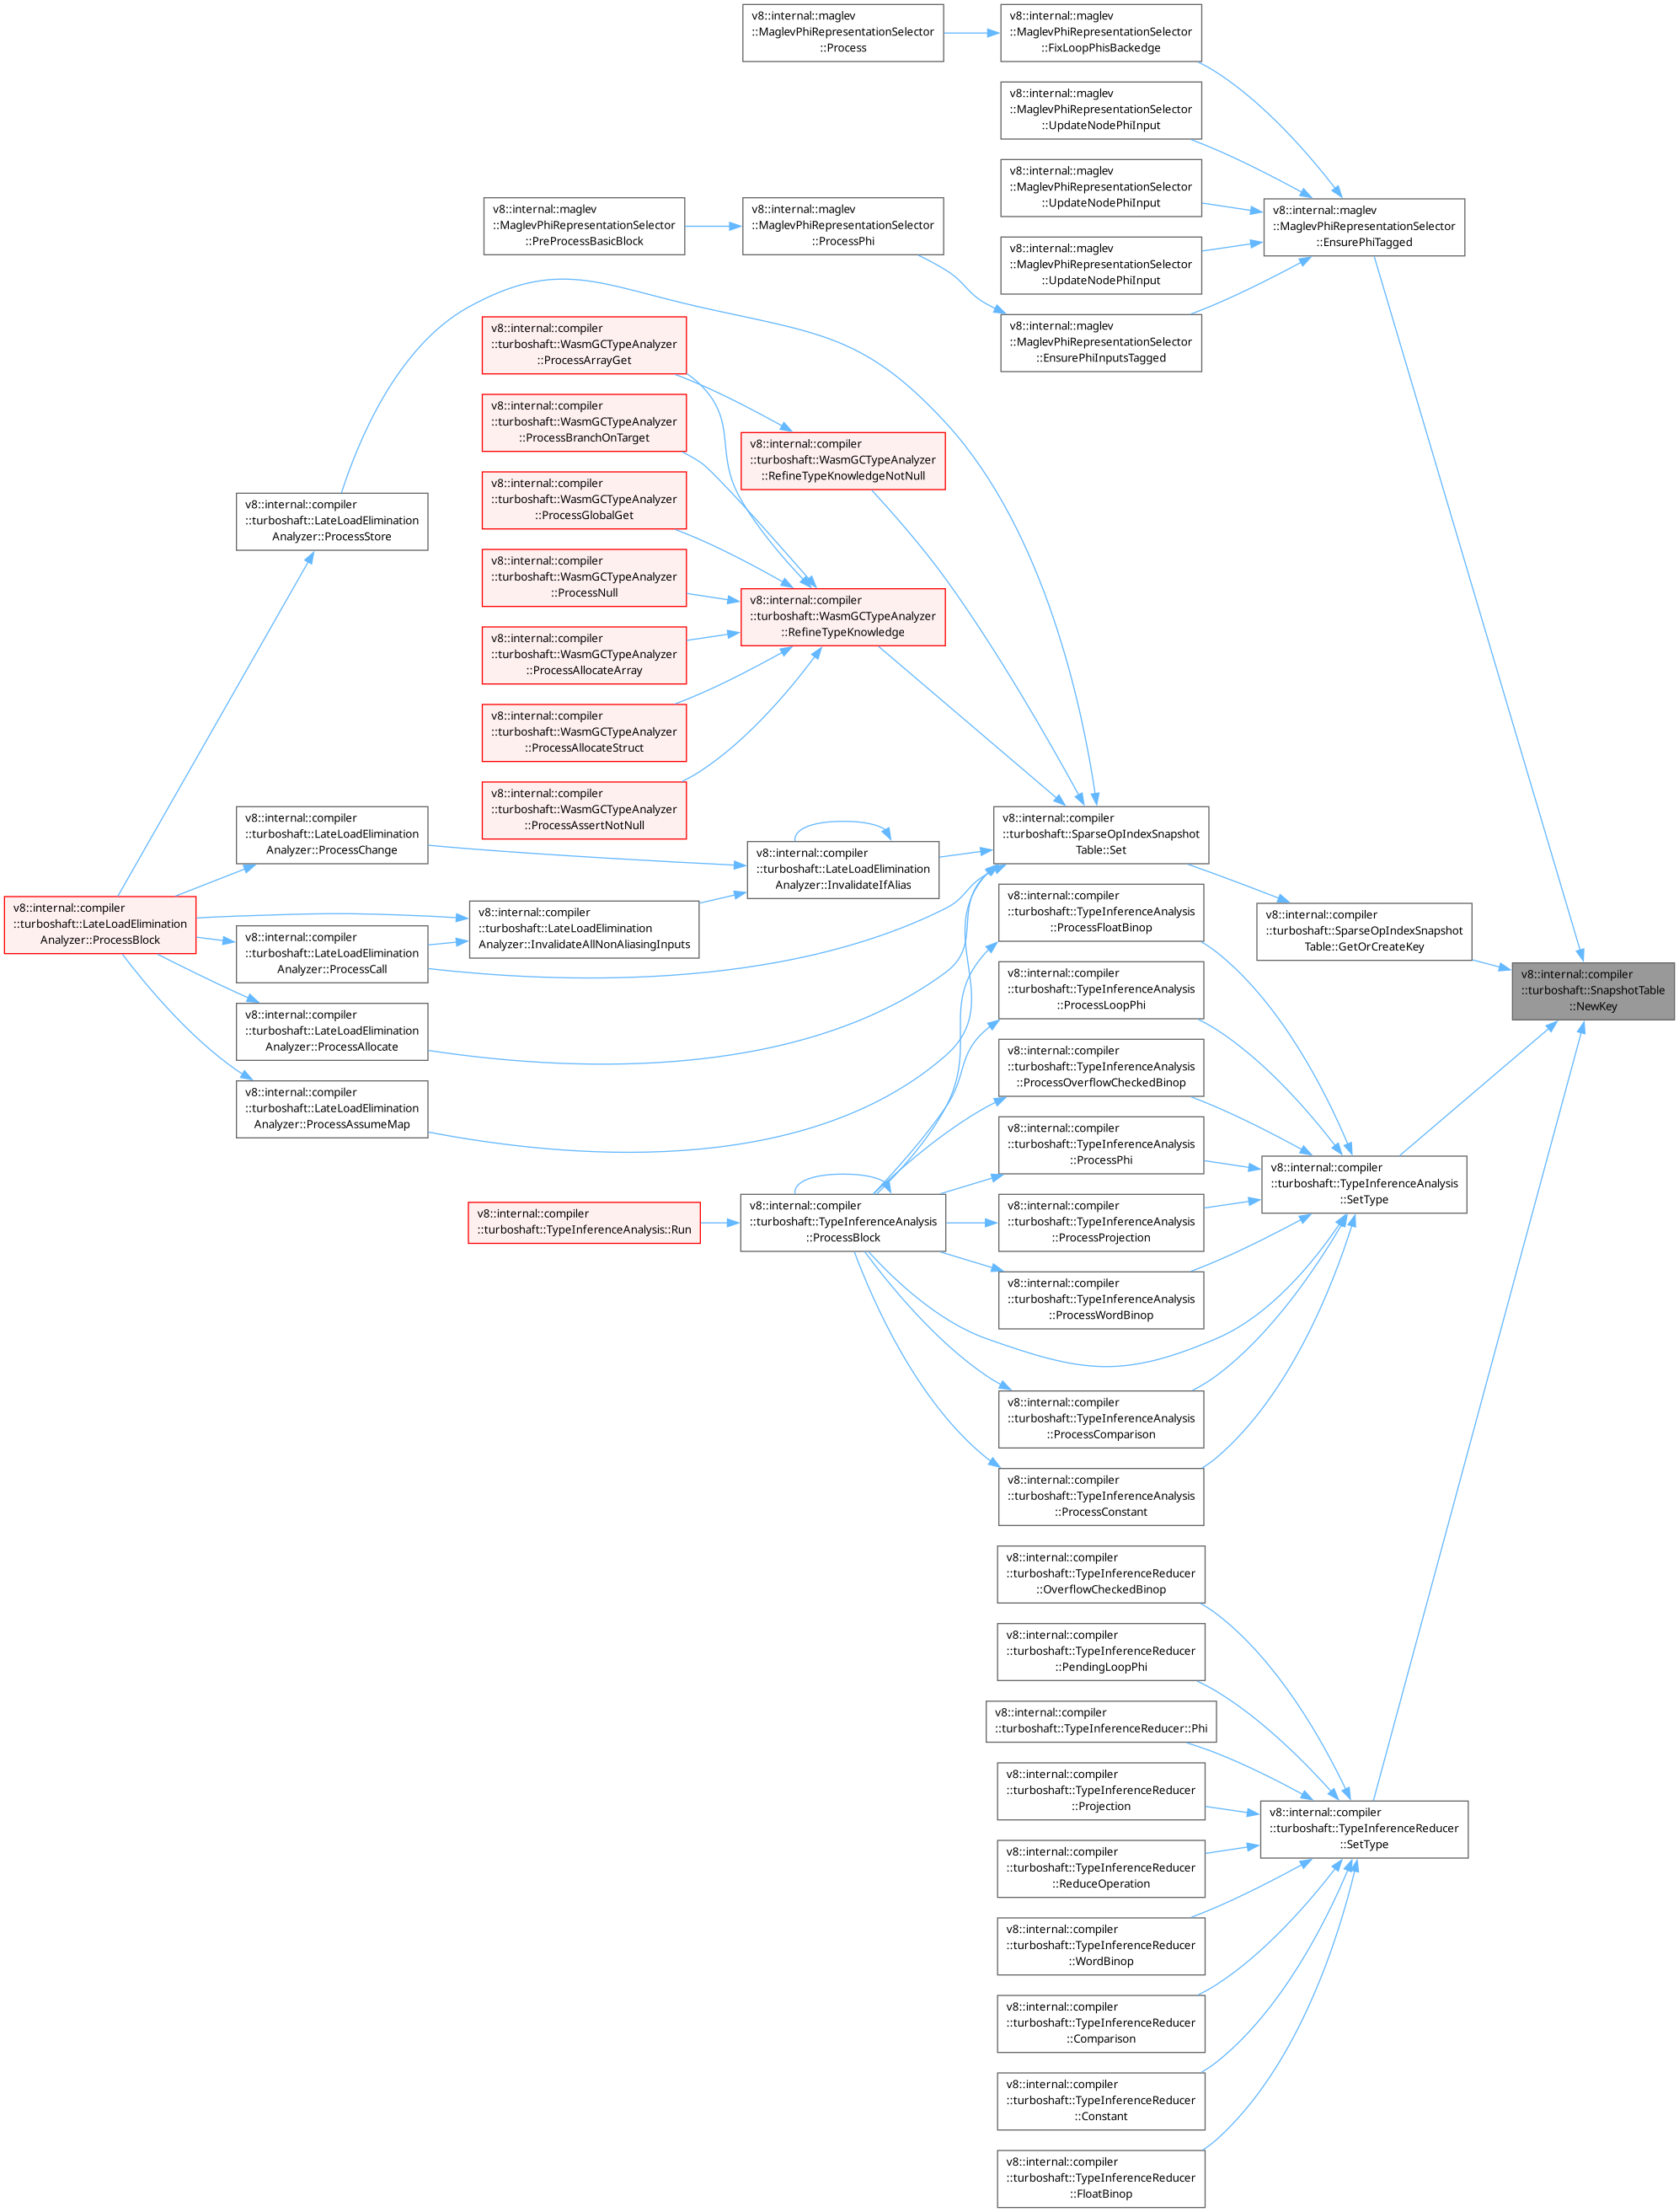 v8::internal::maglev
::MaglevPhiRepresentationSelector
::Process
v8::internal::maglev
::MaglevPhiRepresentationSelector
::FixLoopPhisBackedge
v8::internal::maglev
::MaglevPhiRepresentationSelector
::UpdateNodePhiInput
v8::internal::maglev
::MaglevPhiRepresentationSelector
::UpdateNodePhiInput
v8::internal::maglev
::MaglevPhiRepresentationSelector
::PreProcessBasicBlock
v8::internal::maglev
::MaglevPhiRepresentationSelector
::ProcessPhi
v8::internal::maglev
::MaglevPhiRepresentationSelector
::EnsurePhiTagged
v8::internal::maglev
::MaglevPhiRepresentationSelector
::UpdateNodePhiInput
v8::internal::maglev
::MaglevPhiRepresentationSelector
::EnsurePhiInputsTagged
v8::internal::compiler
::turboshaft::WasmGCTypeAnalyzer
::ProcessArrayGet
v8::internal::compiler
::turboshaft::WasmGCTypeAnalyzer
::ProcessBranchOnTarget
v8::internal::compiler
::turboshaft::WasmGCTypeAnalyzer
::RefineTypeKnowledgeNotNull
v8::internal::compiler
::turboshaft::WasmGCTypeAnalyzer
::ProcessGlobalGet
v8::internal::compiler
::turboshaft::LateLoadElimination
Analyzer::ProcessStore
v8::internal::compiler
::turboshaft::WasmGCTypeAnalyzer
::ProcessNull
v8::internal::compiler
::turboshaft::WasmGCTypeAnalyzer
::RefineTypeKnowledge
v8::internal::compiler
::turboshaft::WasmGCTypeAnalyzer
::ProcessAllocateArray
v8::internal::compiler
::turboshaft::WasmGCTypeAnalyzer
::ProcessAllocateStruct
v8::internal::compiler
::turboshaft::WasmGCTypeAnalyzer
::ProcessAssertNotNull
v8::internal::compiler
::turboshaft::LateLoadElimination
Analyzer::ProcessChange
v8::internal::compiler
::turboshaft::SparseOpIndexSnapshot
Table::Set
v8::internal::compiler
::turboshaft::LateLoadElimination
Analyzer::InvalidateIfAlias
v8::internal::compiler
::turboshaft::LateLoadElimination
Analyzer::ProcessBlock
v8::internal::compiler
::turboshaft::LateLoadElimination
Analyzer::InvalidateAllNonAliasingInputs
v8::internal::compiler
::turboshaft::TypeInferenceAnalysis
::ProcessFloatBinop
v8::internal::compiler
::turboshaft::SparseOpIndexSnapshot
Table::GetOrCreateKey
v8::internal::compiler
::turboshaft::LateLoadElimination
Analyzer::ProcessCall
v8::internal::compiler
::turboshaft::TypeInferenceAnalysis
::ProcessLoopPhi
v8::internal::compiler
::turboshaft::SnapshotTable
::NewKey
v8::internal::compiler
::turboshaft::LateLoadElimination
Analyzer::ProcessAllocate
v8::internal::compiler
::turboshaft::TypeInferenceAnalysis
::ProcessOverflowCheckedBinop
v8::internal::compiler
::turboshaft::LateLoadElimination
Analyzer::ProcessAssumeMap
v8::internal::compiler
::turboshaft::TypeInferenceAnalysis
::ProcessPhi
v8::internal::compiler
::turboshaft::TypeInferenceAnalysis
::SetType
v8::internal::compiler
::turboshaft::TypeInferenceAnalysis::Run
v8::internal::compiler
::turboshaft::TypeInferenceAnalysis
::ProcessBlock
v8::internal::compiler
::turboshaft::TypeInferenceAnalysis
::ProcessProjection
v8::internal::compiler
::turboshaft::TypeInferenceAnalysis
::ProcessWordBinop
v8::internal::compiler
::turboshaft::TypeInferenceAnalysis
::ProcessComparison
v8::internal::compiler
::turboshaft::TypeInferenceAnalysis
::ProcessConstant
v8::internal::compiler
::turboshaft::TypeInferenceReducer
::OverflowCheckedBinop
v8::internal::compiler
::turboshaft::TypeInferenceReducer
::PendingLoopPhi
v8::internal::compiler
::turboshaft::TypeInferenceReducer::Phi
v8::internal::compiler
::turboshaft::TypeInferenceReducer
::Projection
v8::internal::compiler
::turboshaft::TypeInferenceReducer
::SetType
v8::internal::compiler
::turboshaft::TypeInferenceReducer
::ReduceOperation
v8::internal::compiler
::turboshaft::TypeInferenceReducer
::WordBinop
v8::internal::compiler
::turboshaft::TypeInferenceReducer
::Comparison
v8::internal::compiler
::turboshaft::TypeInferenceReducer
::Constant
v8::internal::compiler
::turboshaft::TypeInferenceReducer
::FloatBinop